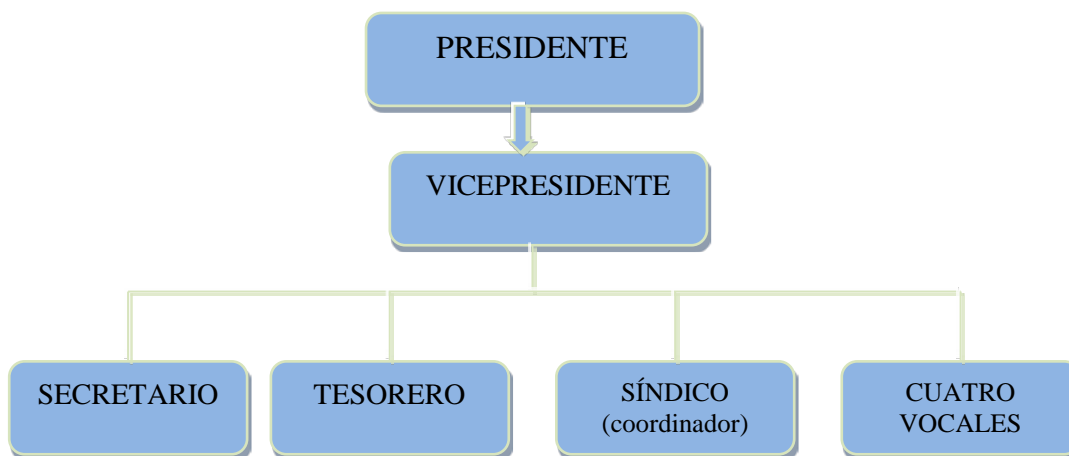 PRESIDENTE
VICEPRESIDENTE
SECRETARIO
TESORERO
SÍNDICO
(coordinador)
CUATRO
VOCALES